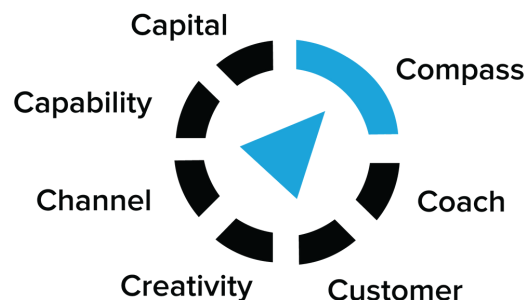 Capital
Compass
Capability
Channel
Coach
Creativity
Customer